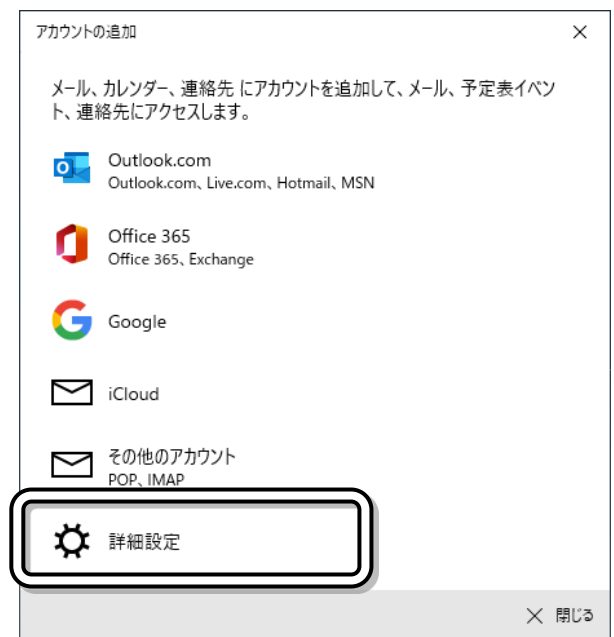 アカウントの追加
メール、カレンダー、連絡先 にアカウントを追加して、メール、予定表イベン
ト、連絡先にアクセスします。
Outlook.com
Outlook.com、Live.com、Hotmail、MSN
Office 365
Office 365、Exchange
Google
iCloud
その他のアカウント
POP、IMAP
詳細設定
閉じる